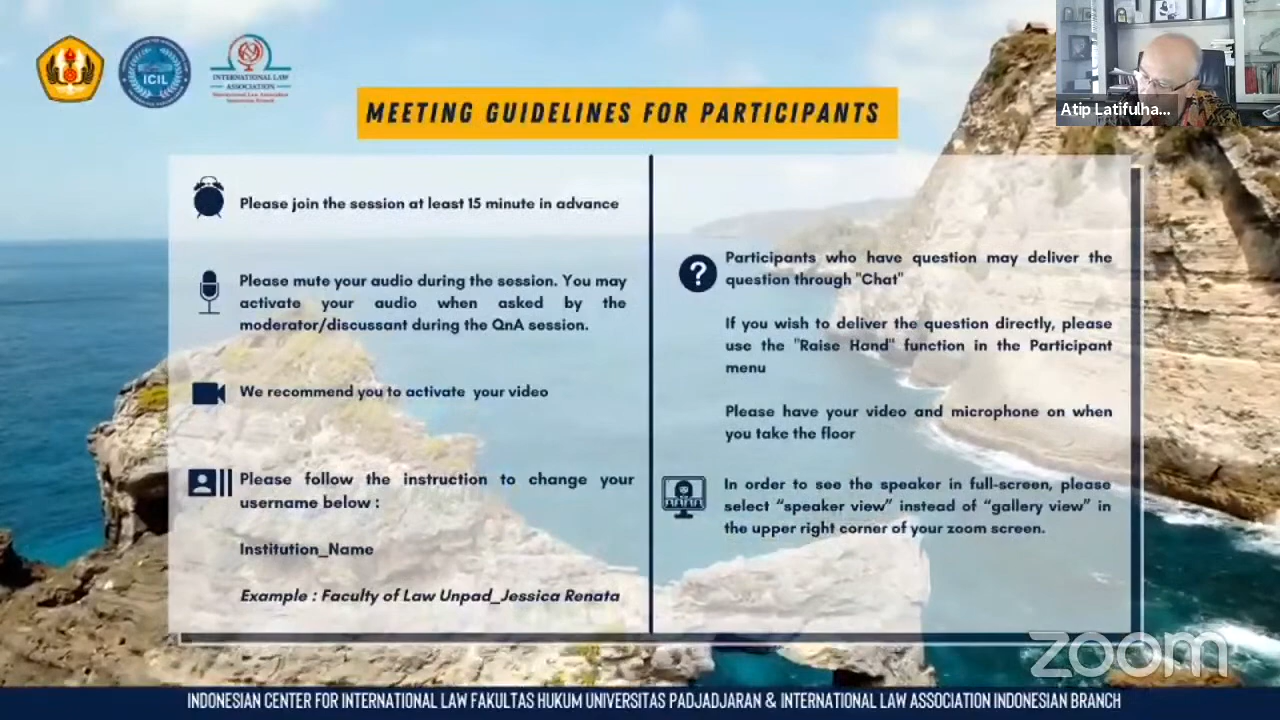 ICIL
INTERNATIONAL LAW
ASSOCIATION
MEETING GUIDELINES FOR PARTICIPANTS
Atip Latifulha...
Please join the session at least 15 minute in advance
Please mute your audio during the session. You may
activate your audio when asked by the
moderator/discussant during the QnA session.
We recommend you to activate your video
Please follow the instruction to change your
username below :
Institution_Name
Example : Faculty of Law Unpad_Jessica Renata
?
Participants who have question may deliver the
question through "Chat"
If you wish to deliver the question directly, please
use the "Raise Hand" function in the Participant
menu
Please have your video and microphone on when
you take the floor
In order to see the speaker in full-screen, please
select “speaker view” instead of “gallery view” in
the upper right corner of your zoom screen.
zoom
INDONESIAN CENTER FOR INTERNATIONAL LAW FAKULTAS HUKUM UNIVERSITAS PADJADJARAN & INTERNATIONAL LAW ASSOCIATION INDONESIAN BRANCH